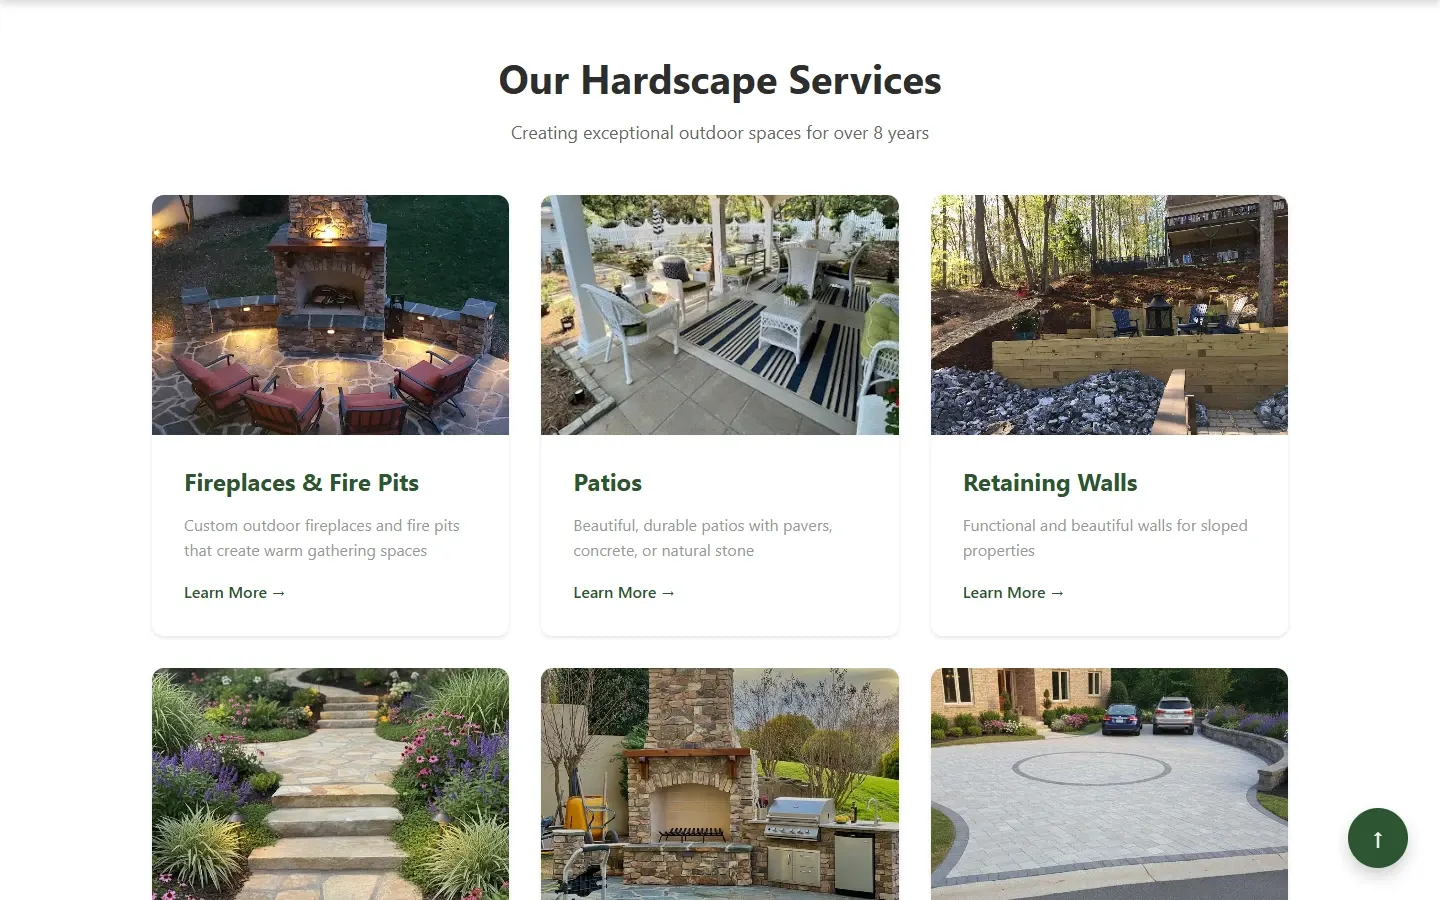 Our Hardscape Services
Creating exceptional outdoor spaces for over 8 years
Fireplaces & Fire Pits
Custom outdoor fireplaces and fire pits
that create warm gathering spaces
Learn More →
Patios
Beautiful, durable patios with pavers,
concrete, or natural stone
Learn More →
Retaining Walls
Functional and beautiful walls for sloped
properties
Learn More →
↑